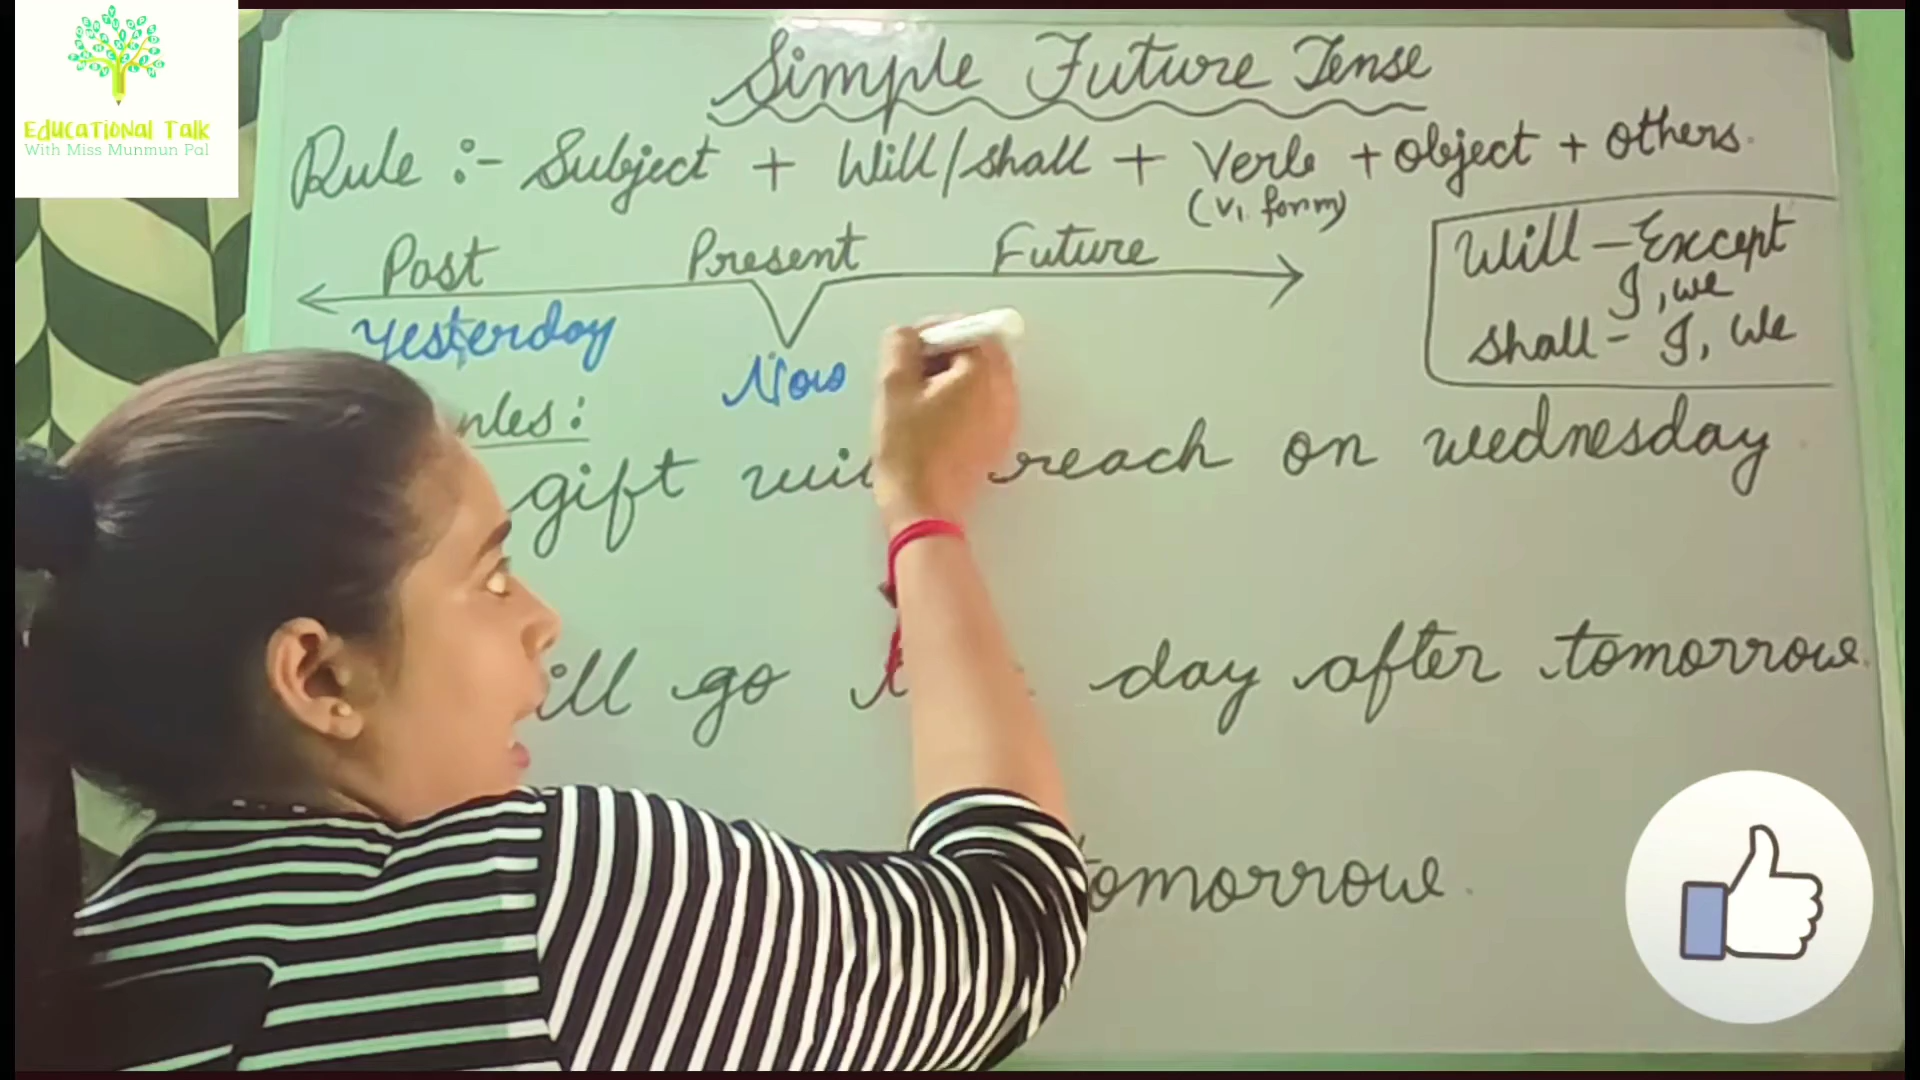 EDUCATIONAL TALK
With Miss Munmun Pal
Simple Future Tense
Rule :- Subject + Will/shall + Verb + object + others.
(V1 form)
Past Present Future
Yesterday
Now
Will - Except
I, we
shall - I, We
gift reach on wednesday
go day after tomorrow.
tomorrow.